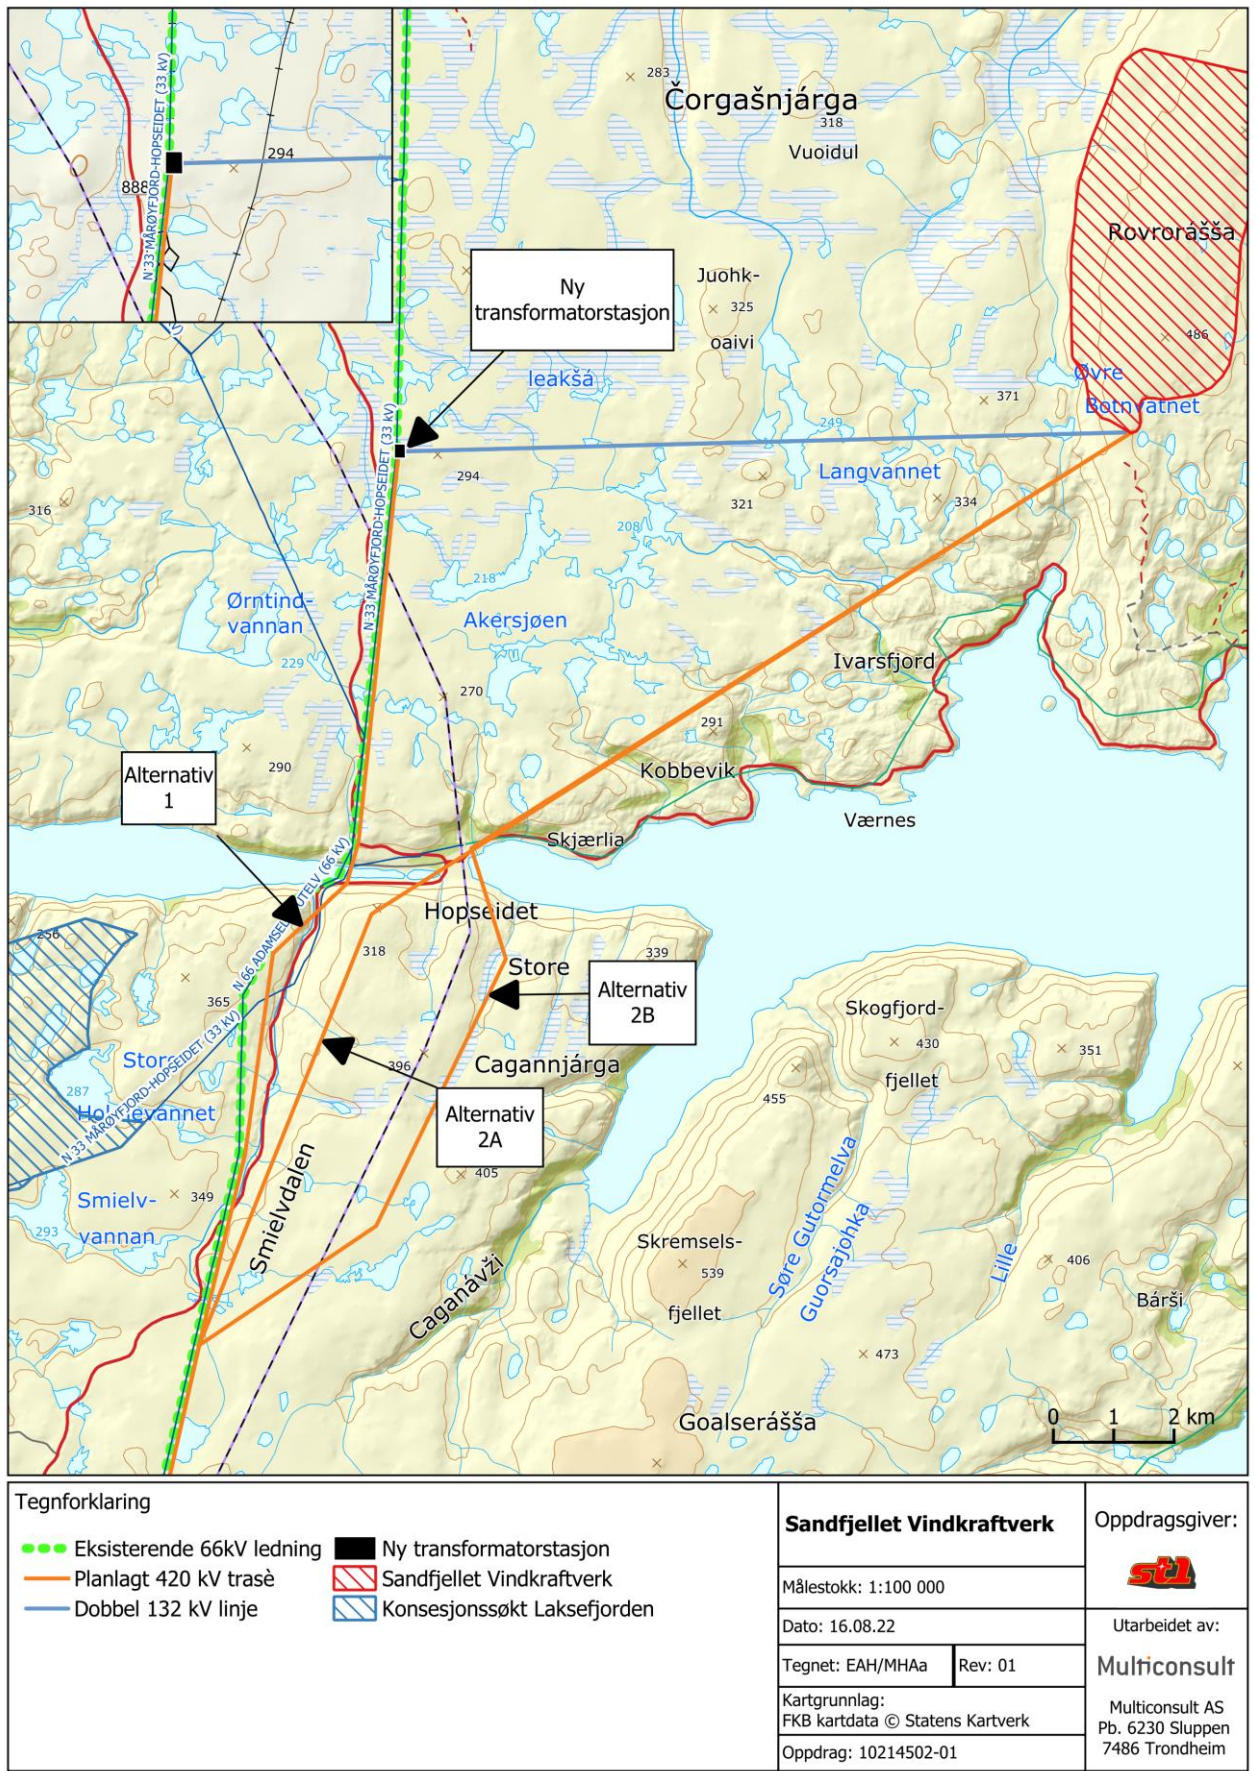 294
888
N 33 MÅRØYFJORD-HOPSEIDET (33 kV)
283
Čorgašnjárga
318
Vuoidul
Rovrorášša
Ny
transformatorstasjon
Juohk-
325
oaivi
486
leakšá
Øvre
Botnvatnet
371
249
N 33 MÅRØYFJORD-HOPSEIDET (33 kV)
294
Langvannet
321
334
316
208
218
Ørntind-
vannan
Akersjøen
229
Ivarsfjord
270
291
290
Kobbevik
Alternativ
1
Værnes
Skjærlia
Hopseidet
256
318
339
Store
365
Alternativ
2B
Skogfjord-
430
351
fjellet
Store
396
Cagannjárga
287
455
Alternativ
2A
N 33 MÅRØYFJORD-HOPSEIDET (33 kV)
Smielvdalen
405
349
Smielv-
vannan
293
Søre Gutormelva
Guorsajohka
Skremsels-
539
fjellet
Lille
406
Caganávži
Bárši
473
Goalserášša
0 1 2 km
Tegnforklaring
Eksisterende 66kV ledning
Planlagt 420 kV trasè
Dobbel 132 kV linje
Ny transformatorstasjon
Sandfjellet Vindkraftverk
Konsesjonssøkt Laksefjorden
Sandfjellet Vindkraftverk
Målestokk: 1:100 000
Dato: 16.08.22
Tegnet: EAH/MHAa
Rev: 01
Kartgrunnlag:
FKB kartdata © Statens Kartverk
Oppdrag: 10214502-01
Oppdragsgiver:
st1
Utarbeidet av:
Multiconsult
Multiconsult AS
Pb. 6230 Sluppen
7486 Trondheim